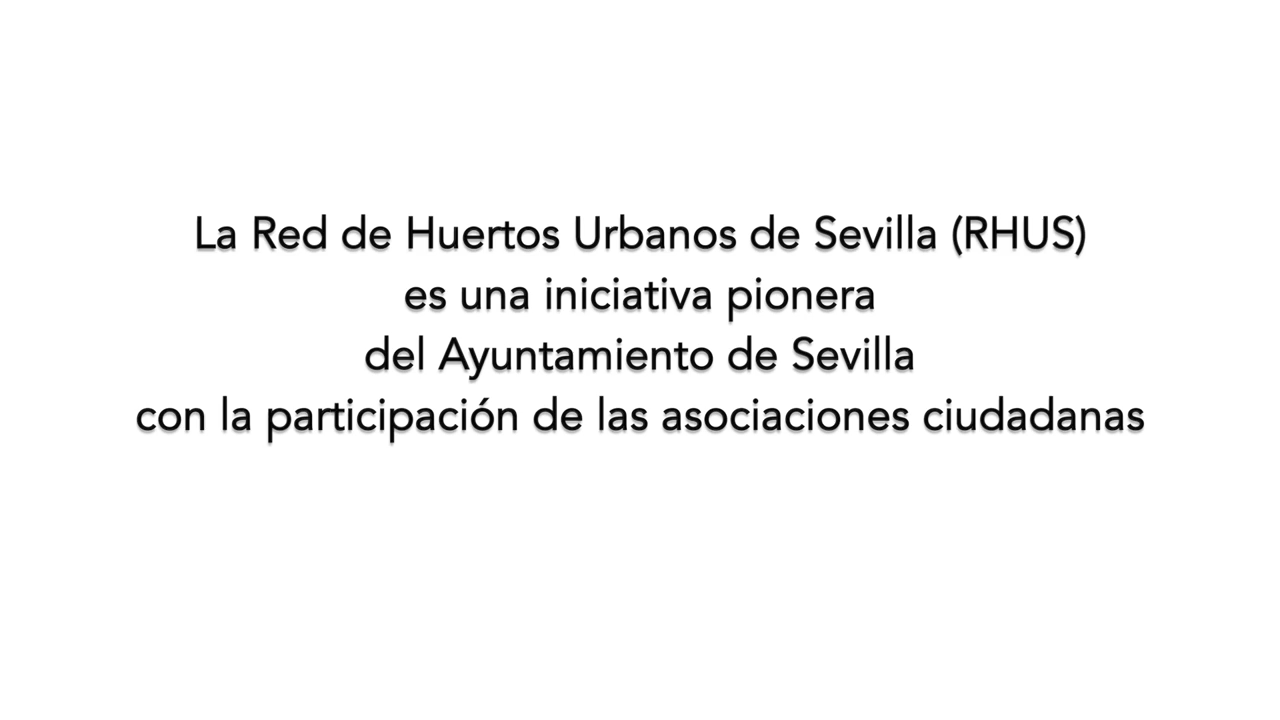 La Red de Huertos Urbanos de Sevilla (RHUS)
es una iniciativa pionera
del Ayuntamiento de Sevilla
con la participación de las asociaciones ciudadanas